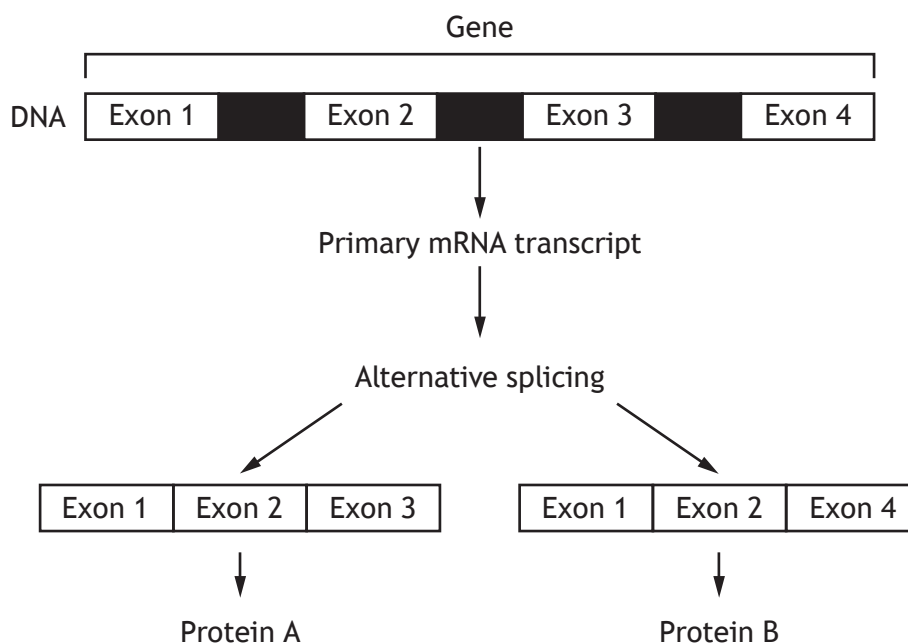 Gene
DNA Exon 1 Exon 2 Exon 3 Exon 4
Primary mRNA transcript
Alternative splicing
Exon 1 Exon 2 Exon 3 Exon 1 Exon 2 Exon 4
Protein A Protein B